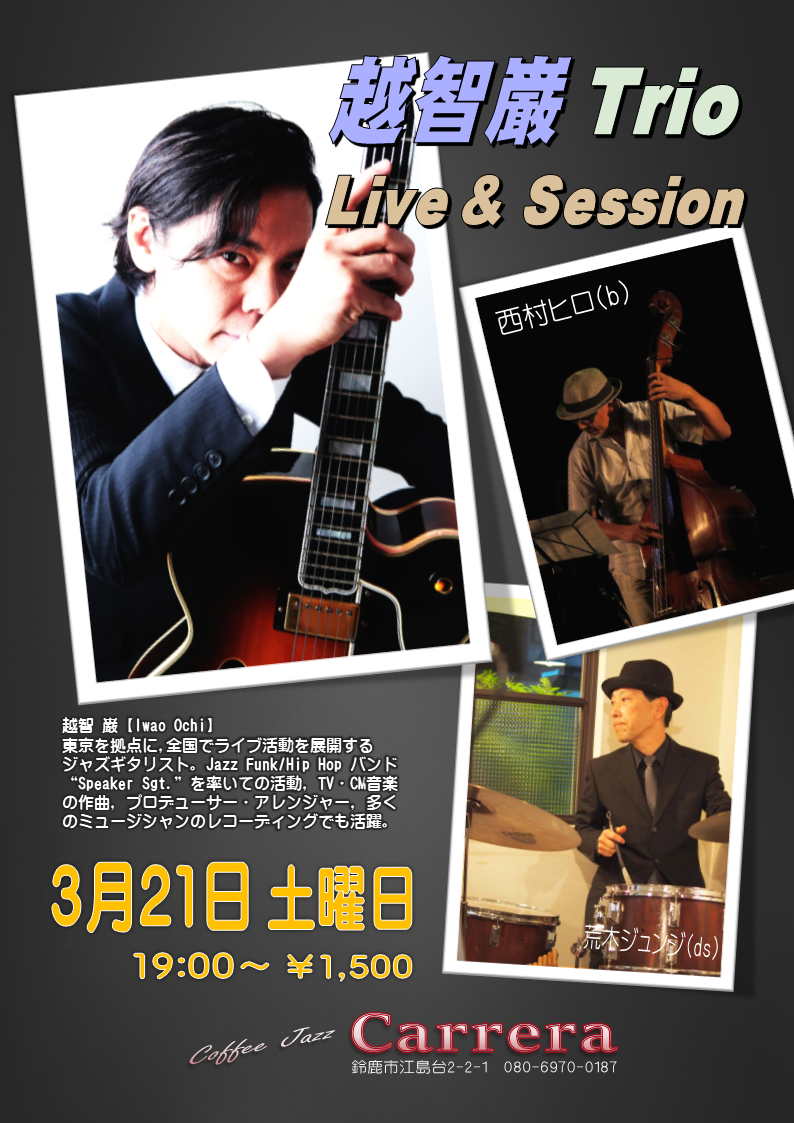 越智巌 Trio
Live & Session
西村ヒロ(b)
越智 巌【Iwao Ochi】
東京を拠点に,全国でライブ活動を展開する
ジャズギタリスト。Jazz Funk/Hip Hop バンド
“Speaker Sgt.”を率いての活動, TV・CM音楽
の作曲, プロデューサー・アレンジャー, 多く
のミュージシャンのレコーディングでも活躍。
荒木ジュンジ(ds)
3月21日 土曜日
19:00～ ¥1,500
Coffee Jazz Carrera
鈴鹿市江島台2-2-1 080-6970-0187